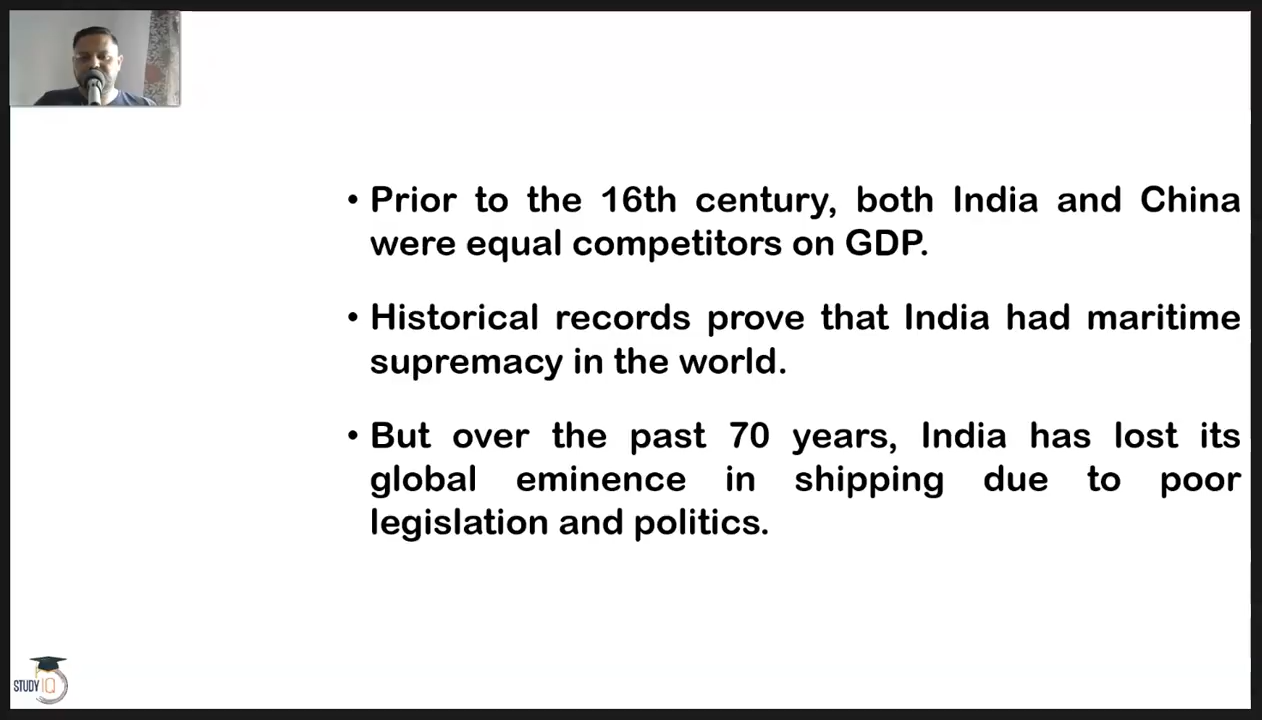 • Prior to the 16th century, both India and China
were equal competitors on GDP.
• Historical records prove that India had maritime
supremacy in the world.
• But over the past 70 years, India has lost its
global eminence in shipping due to poor
legislation and politics.
STUDY IQ